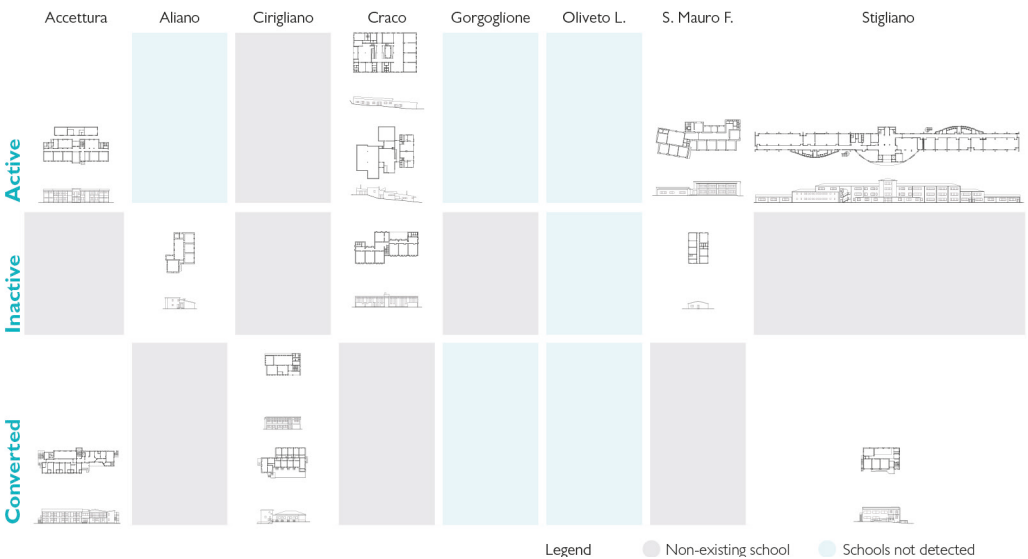 Accettura Aliano Cirigliano Craco Gorgoglione Oliveto L. S. Mauro F. Stigliano
Active
Inactive
Converted
Legend Non-existing school Schools not detected